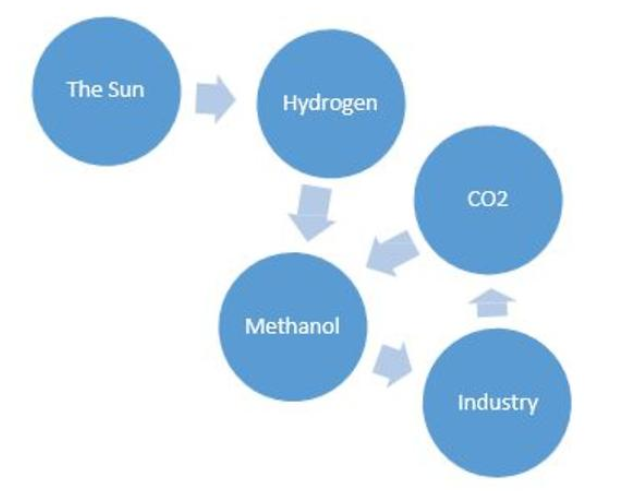 The Sun
Hydrogen
CO2
Methanol
Industry